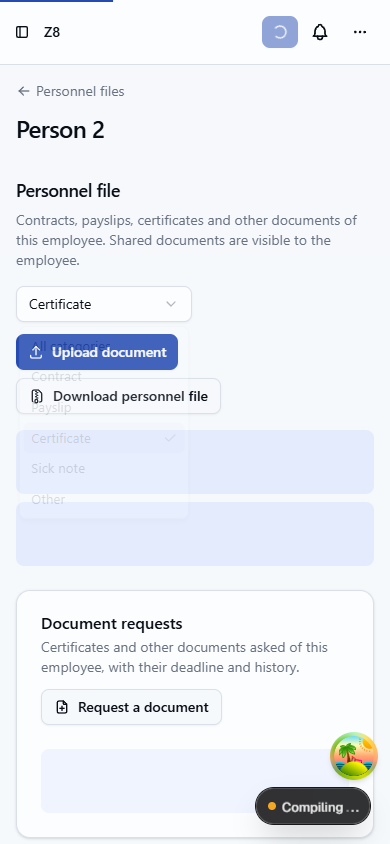 Z8
Personnel files
Person 2
Personnel file
Contracts, payslips, certificates and other documents of
this employee. Shared documents are visible to the
employee.
Certificate
All categories
Upload document
Contract
Download personnel file
Payslip
Certificate
Sick note
Other
Document requests
Certificates and other documents asked of this
employee, with their deadline and history.
Request a document
Compiling ...